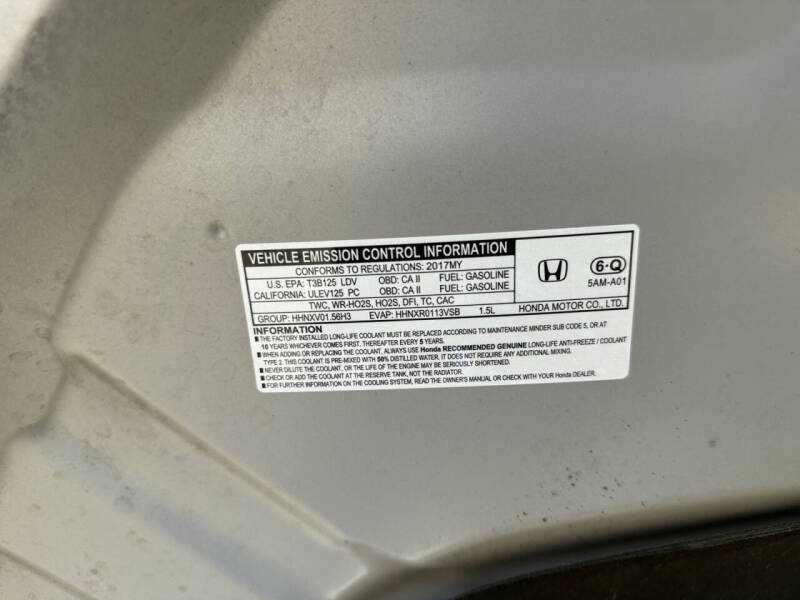 VEHICLE EMISSION CONTROL INFORMATION
CONFORMS TO REGULATIONS: 2017MY
U.S. EPA: T3B125 LDV OBD: CA II FUEL: GASOLINE
CALIFORNIA: ULEV125 PC OBD: CA II FUEL: GASOLINE
TWC, WR-HO2S, HO2S, DFI, TC, CAC
GROUP: HHNXV01.56H3 EVAP: HHNXR0113VSB 1.5L
6·Q
5AM-A01
HONDA MOTOR CO., LTD.
INFORMATION
■ THE FACTORY INSTALLED LONG-LIFE COOLANT MUST BE REPLACED ACCORDING TO MAINTENANCE MINDER SUB CODE 5, OR AT
10 YEARS WHICHEVER COMES FIRST, THEREAFTER EVERY 5 YEARS.
■ WHEN ADDING OR REPLACING THE COOLANT, ALWAYS USE Honda RECOMMENDED GENUINE LONG-LIFE ANTI-FREEZE / COOLANT
TYPE 2. THIS COOLANT IS PRE-MIXED WITH 50% DISTILLED WATER. IT DOES NOT REQUIRE ANY ADDITIONAL MIXING.
■ NEVER DILUTE THE COOLANT, OR THE LIFE OF THE ENGINE MAY BE SERIOUSLY SHORTENED.
■ CHECK OR ADD COOLANT AT THE RESERVE TANK, NOT THE RADIATOR.
■ FOR FURTHER INFORMATION ON THE COOLING SYSTEM, READ THE OWNER'S MANUAL OR CHECK WITH YOUR Honda DEALER.